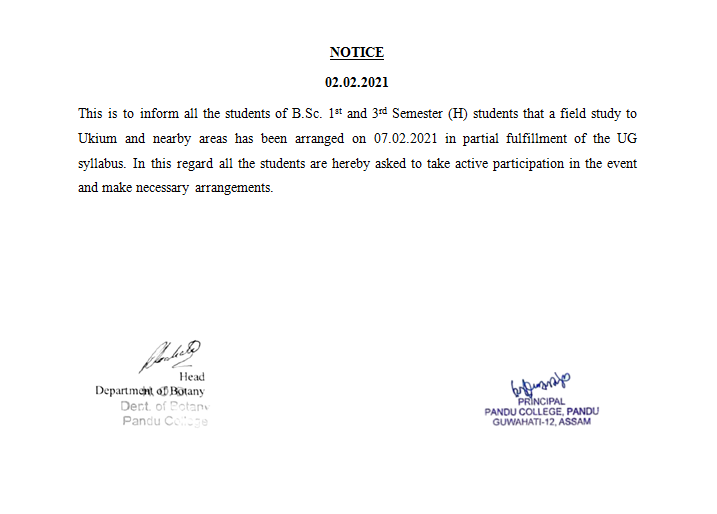 NOTICE
02.02.2021
This is to inform all the students of B.Sc. 1st and 3rd Semester (H) students that a field study to
Ukium and nearby areas has been arranged on 07.02.2021 in partial fulfillment of the UG
syllabus. In this regard all the students are hereby asked to take active participation in the event
and make necessary arrangements.
Head
Department of Botany
Dept. of Botany
Pandu College
PRINCIPAL
PANDU COLLEGE, PANDU
GUWAHATI-12, ASSAM